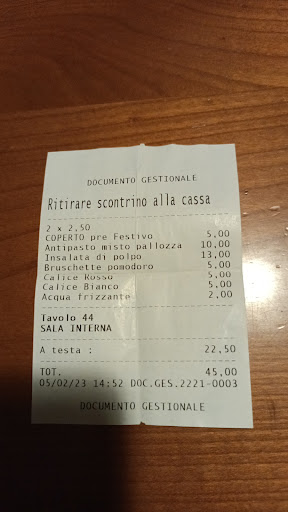 DOCUMENTO GESTIONALE
Ritirare scontrino alla cassa
2 x 2,50
COPERTO pre Festivo 5,00
Antipasto misto pallozza 10,00
Insalata di polpo 13,00
Bruschette pomodoro 5,00
Calice Rosso 5,00
Calice Bianco 5,00
Acqua frizzante 2,00
Tavolo 44
SALA INTERNA
A testa : 22,50
TOT. 45,00
05/02/23 14:52 DOC.GES.2221-0003
DOCUMENTO GESTIONALE